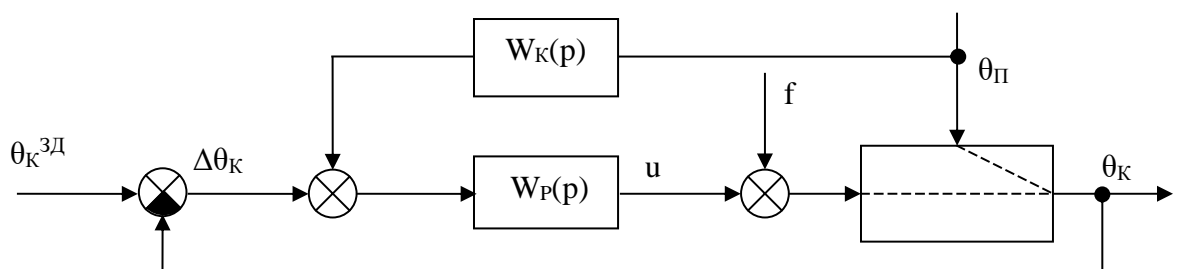 W_К(p)
θ_П
f
θ_К^ЗД
Δθ_К
W_Р(p)
u
θ_К